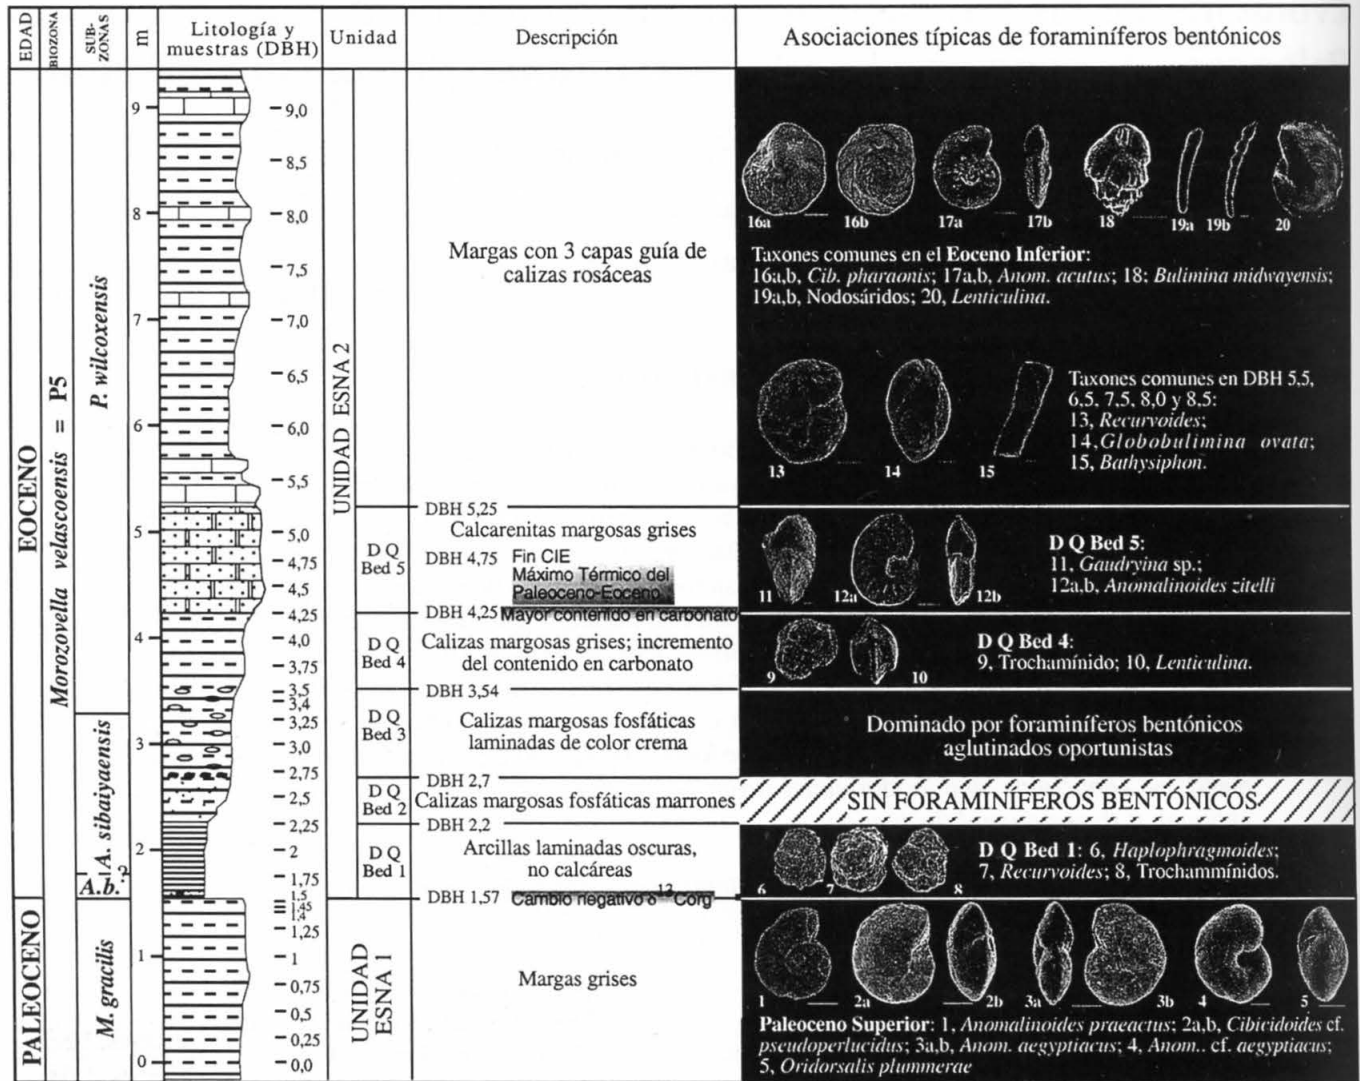 EDAD
BIOZONA
SUB-
ZONAS
m
Litología y
muestras (DBH)
Unidad
Descripción
Asociaciones típicas de foraminíferos bentónicos
EOCENO
PALEOCENO
Morozovella velascoensis = P5
P. wilcoxensis
A. sibaiyaensis
A.b.
?
M. gracilis
9
8
7
6
5
4
3
2
1
0
9,0
8,5
8,0
7,5
7,0
6,5
6,0
5,5
5,0
4,75
4,5
4,25
4,0
3,75
3,5
3,4
3,25
3,0
2,75
2,5
2,25
2
1,75
1,5
1,45
1,4
1,25
1
0,75
0,5
0,25
0,0
UNIDAD ESNA 2
UNIDAD
ESNA 1
D Q
Bed 5
D Q
Bed 4
D Q
Bed 3
D Q
Bed 2
D Q
Bed 1
Margas con 3 capas guía de
calizas rosáceas
DBH 5,25
Calcarenitas margosas grises
DBH 4,75 Fin CIE
Máximo Térmico del
Paleoceno-Eoceno
DBH 4,25 Mayor contenido en carbonato
Calizas margosas grises; incremento
del contenido en carbonato
DBH 3,54
Calizas margosas fosfáticas
laminadas de color crema
DBH 2,7
Calizas margosas fosfáticas marrones
DBH 2,2
Arcillas laminadas oscuras,
no calcáreas
DBH 1,57 Cambio negativo δ13Corg
Margas grises
16a 16b 17a 17b 18 19a 19b 20
Taxones comunes en el Eoceno Inferior:
16a,b, Cib. pharaonis; 17a,b, Anom. acutus; 18: Bulimina midwayensis;
19a,b, Nodosáridos; 20, Lenticulina.
13 14 15
Taxones comunes en DBH 5,5,
6,5, 7,5, 8,0 y 8,5:
13, Recurvoides;
14, Globobulimina ovata;
15, Bathysiphon.
11 12a 12b
D Q Bed 5:
11, Gaudryina sp.;
12a,b, Anomalinoides zitelli
9 10
D Q Bed 4:
9, Trochamínido; 10, Lenticulina.
Dominado por foraminíferos bentónicos
aglutinados oportunistas
SIN FORAMINÍFEROS BENTÓNICOS
6 7 8
D Q Bed 1: 6, Haplophragmoides;
7, Recurvoides; 8, Trochammínidos.
1 2a 2b 3a 3b 4 5
Paleoceno Superior: 1, Anomalinoides praeactus; 2a,b, Cibicidoides cf.
pseudoperlucidus; 3a,b, Anom. aegyptiacus; 4, Anom.. cf. aegyptiacus;
5, Oridorsalis plummerae